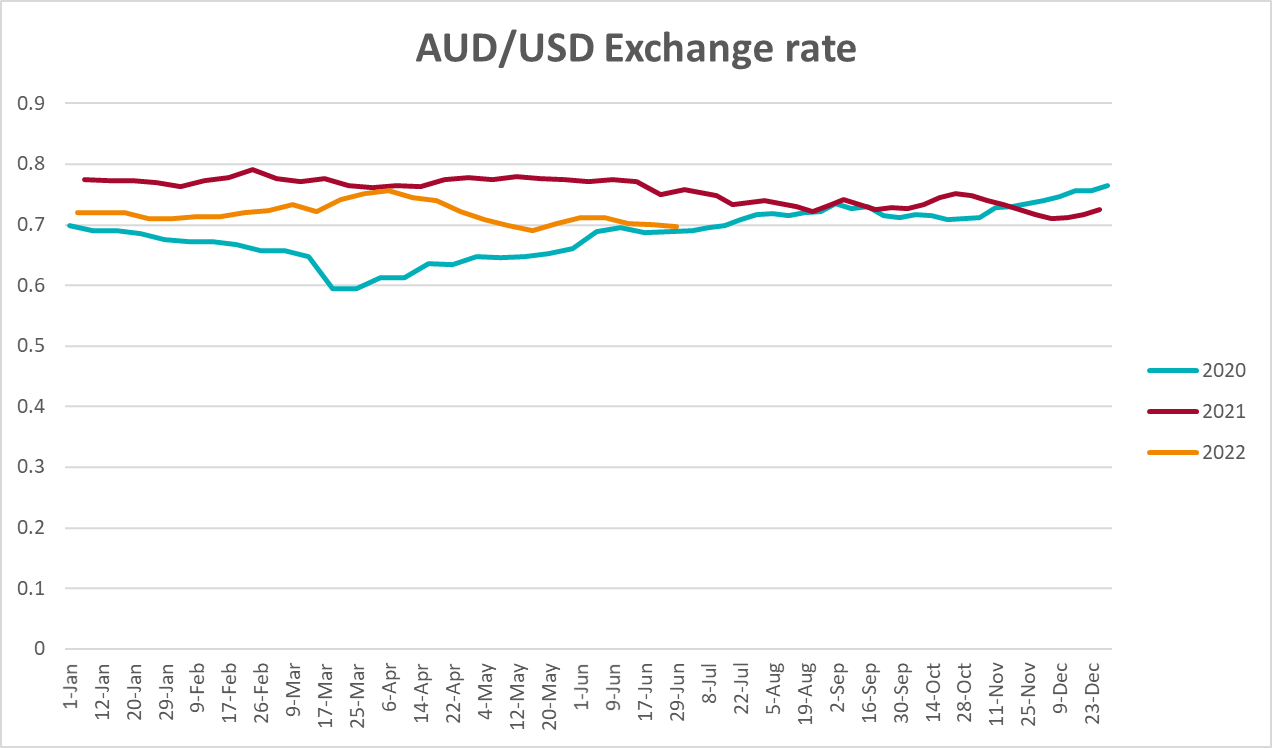 AUD/USD Exchange rate
0.9
0.8
0.7
0.6
0.5
0.4
0.3
0.2
0.1
0
1-Jan
12-Jan
20-Jan
29-Jan
9-Feb
17-Feb
26-Feb
9-Mar
17-Mar
25-Mar
6-Apr
14-Apr
22-Apr
4-May
12-May
20-May
1-Jun
9-Jun
17-Jun
29-Jun
8-Jul
22-Jul
5-Aug
19-Aug
2-Sep
16-Sep
30-Sep
14-Oct
28-Oct
11-Nov
25-Nov
9-Dec
23-Dec
2020
2021
2022